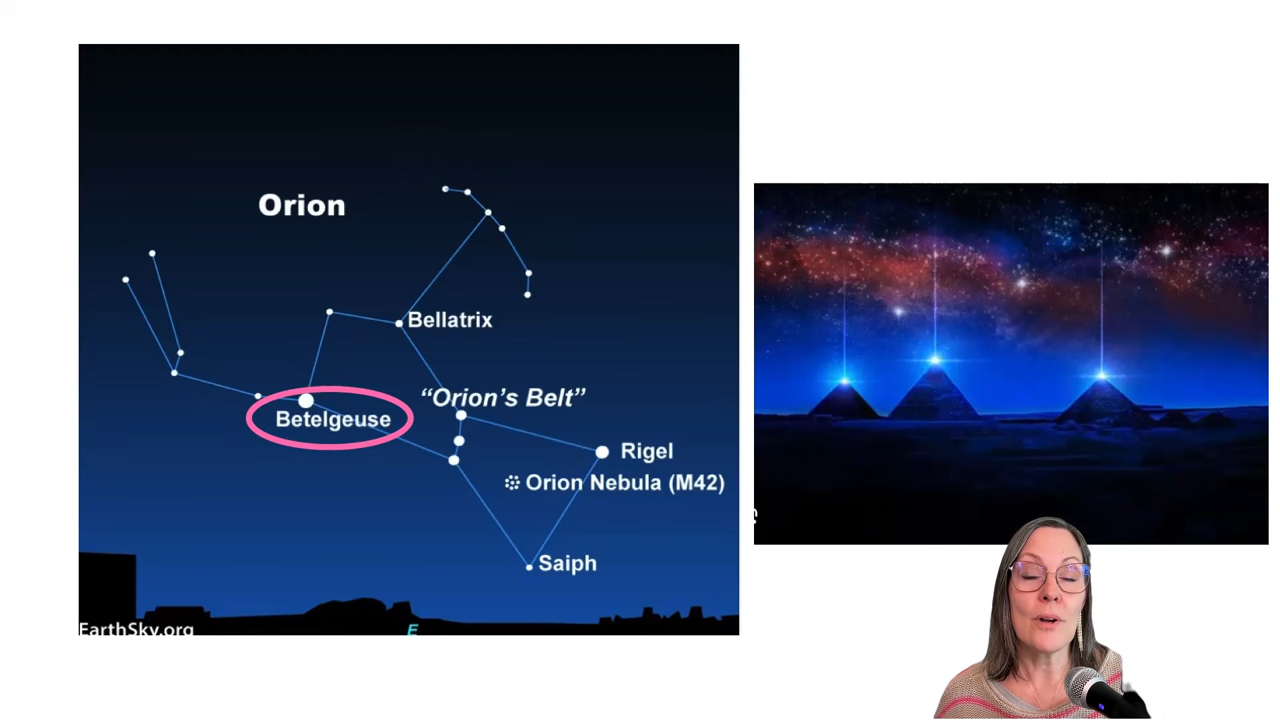 Orion
Bellatrix
“Orion’s Belt”
Betelgeuse
Rigel
Orion Nebula (M42)
Saiph
EarthSky.org
E